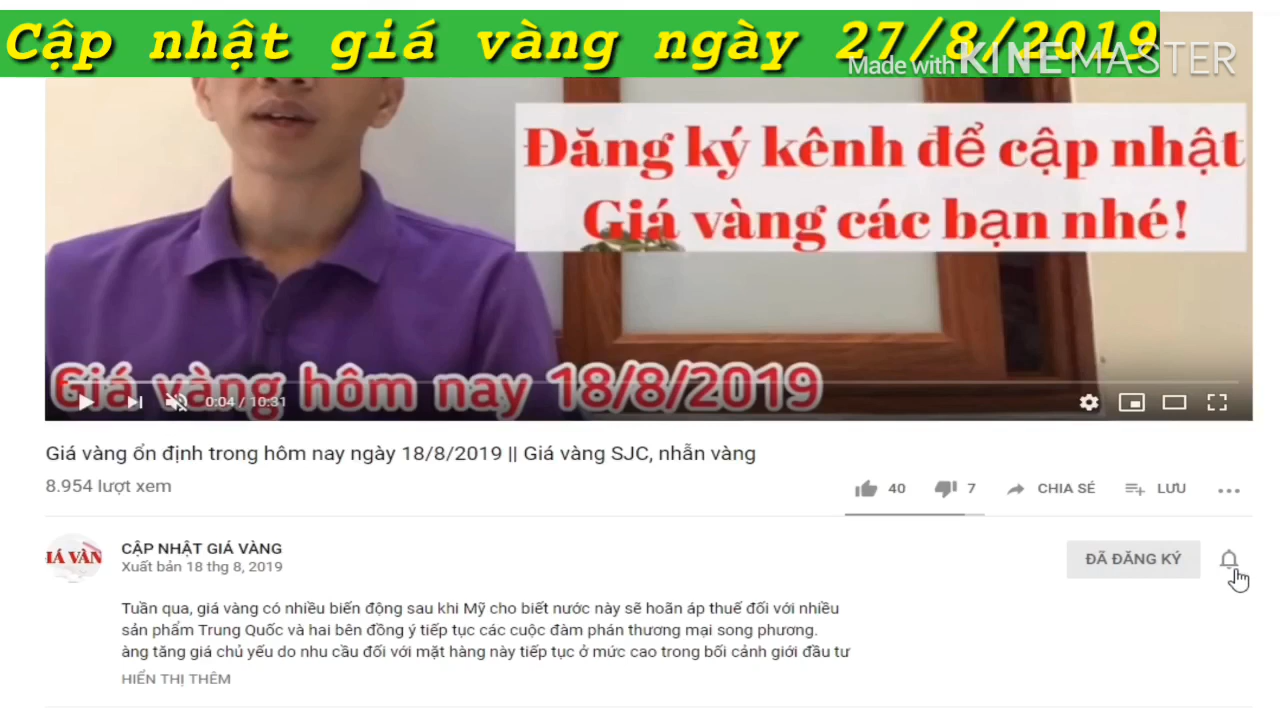 Cập nhật giá vàng ngày 27/8/2019
Made with KINEMASTER
Đăng ký kênh để cập nhật
Giá vàng các bạn nhé!
Giá vàng hôm nay 18/8/2019
0:04 / 10:31
Giá vàng ổn định trong hôm nay ngày 18/8/2019 || Giá vàng SJC, nhẫn vàng
8.954 lượt xem
40 7 CHIA SẺ LƯU
IÁ VÀN
CẬP NHẬT GIÁ VÀNG
Xuất bản 18 thg 8, 2019
ĐÃ ĐĂNG KÝ
Tuần qua, giá vàng có nhiều biến động sau khi Mỹ cho biết nước này sẽ hoãn áp thuế đối với nhiều
sản phẩm Trung Quốc và hai bên đồng ý tiếp tục các cuộc đàm phán thương mại song phương.
àng tăng giá chủ yếu do nhu cầu đối với mặt hàng này tiếp tục ở mức cao trong bối cảnh giới đầu tư
HIỂN THỊ THÊM